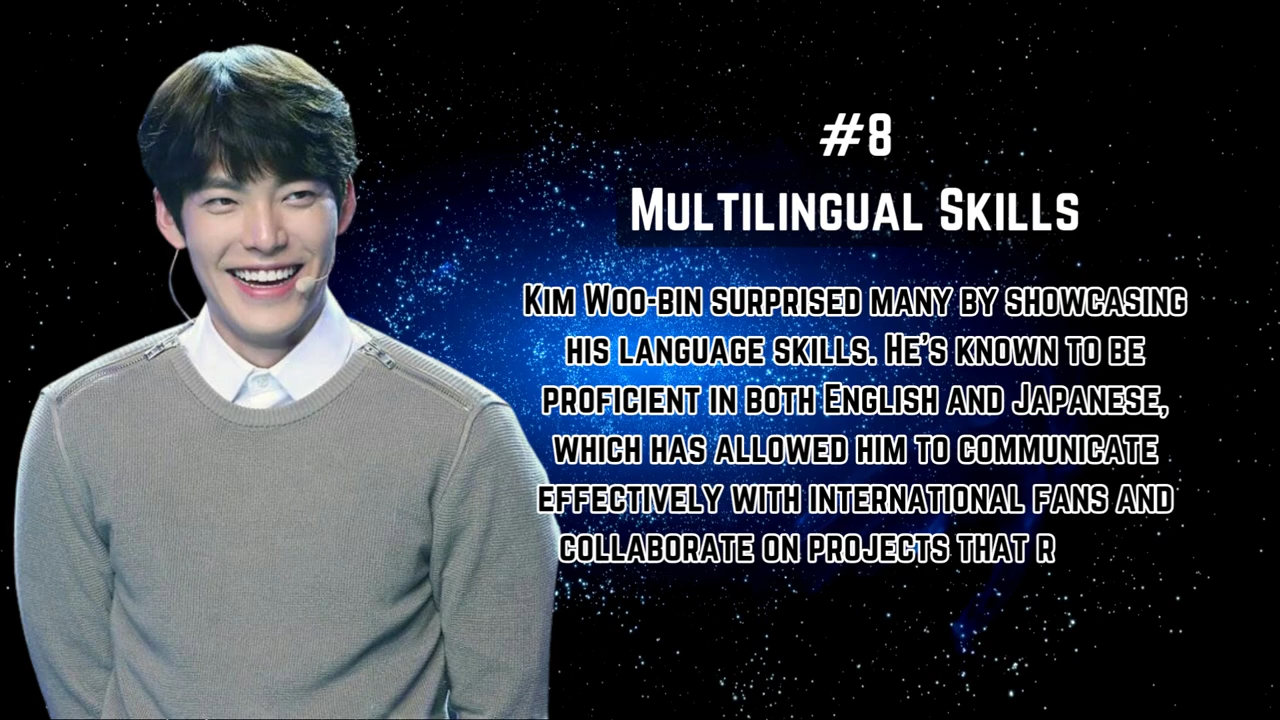 #8
Multilingual Skills
Kim Woo-bin surprised many by showcasing
his language skills. He's known to be
proficient in both English and Japanese,
which has allowed him to communicate
effectively with international fans and
collaborate on projects that r